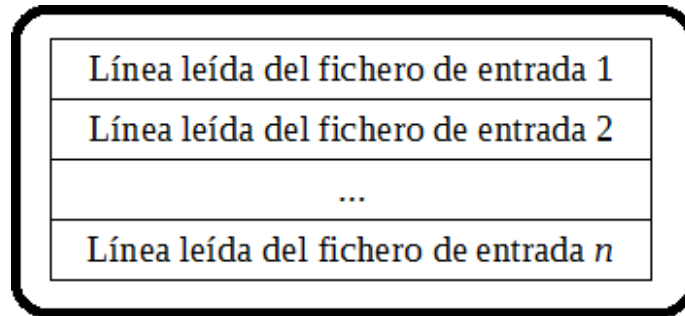 Línea leída del fichero de entrada 1
Línea leída del fichero de entrada 2
...
Línea leída del fichero de entrada n